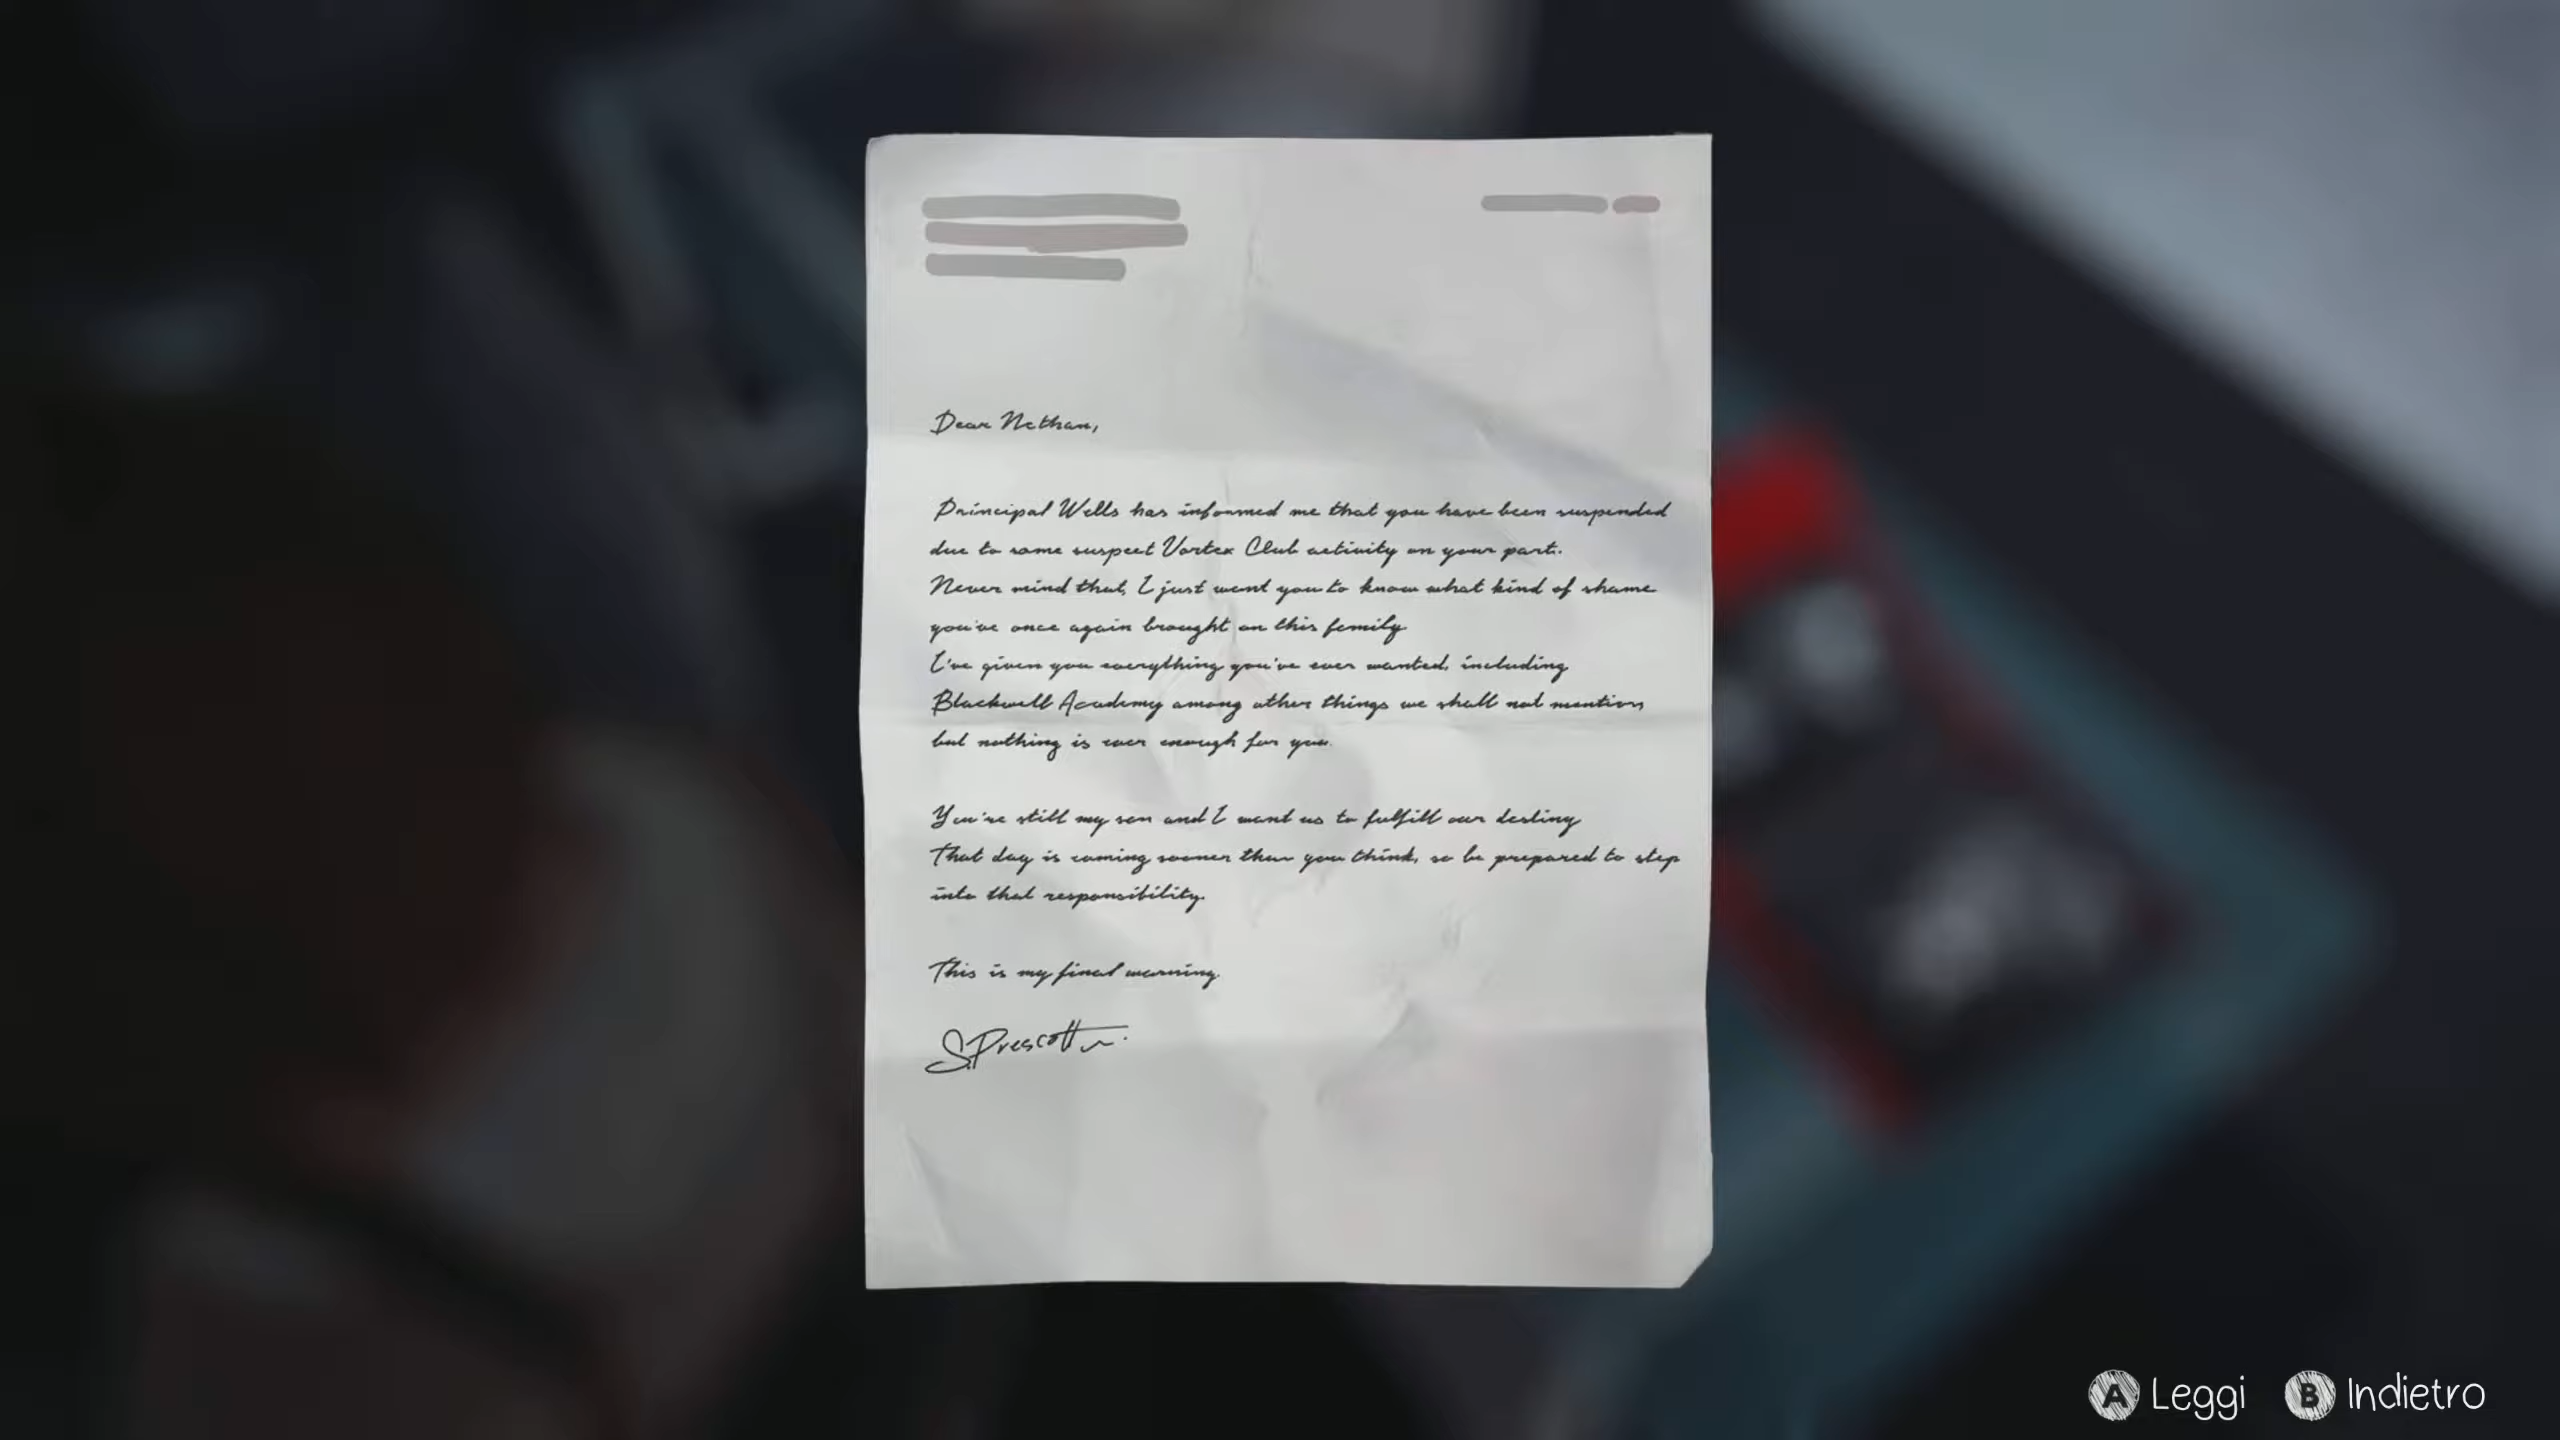 Dear Nathan,
Principal Wells has informed me that you have been suspended
due to some suspect Vortex Club activity on your part.
Never mind that, I just want you to know what kind of shame
you've once again brought on this family.
I've given you everything you've ever wanted, including
Blackwell Academy among other things we shall not mention
but nothing is ever enough for you.
You're still my son and I want us to fulfill our destiny
That day is coming sooner than you think, so be prepared to step
into that responsibility.
This is my final warning.
S.Prescott
A Leggi B Indietro